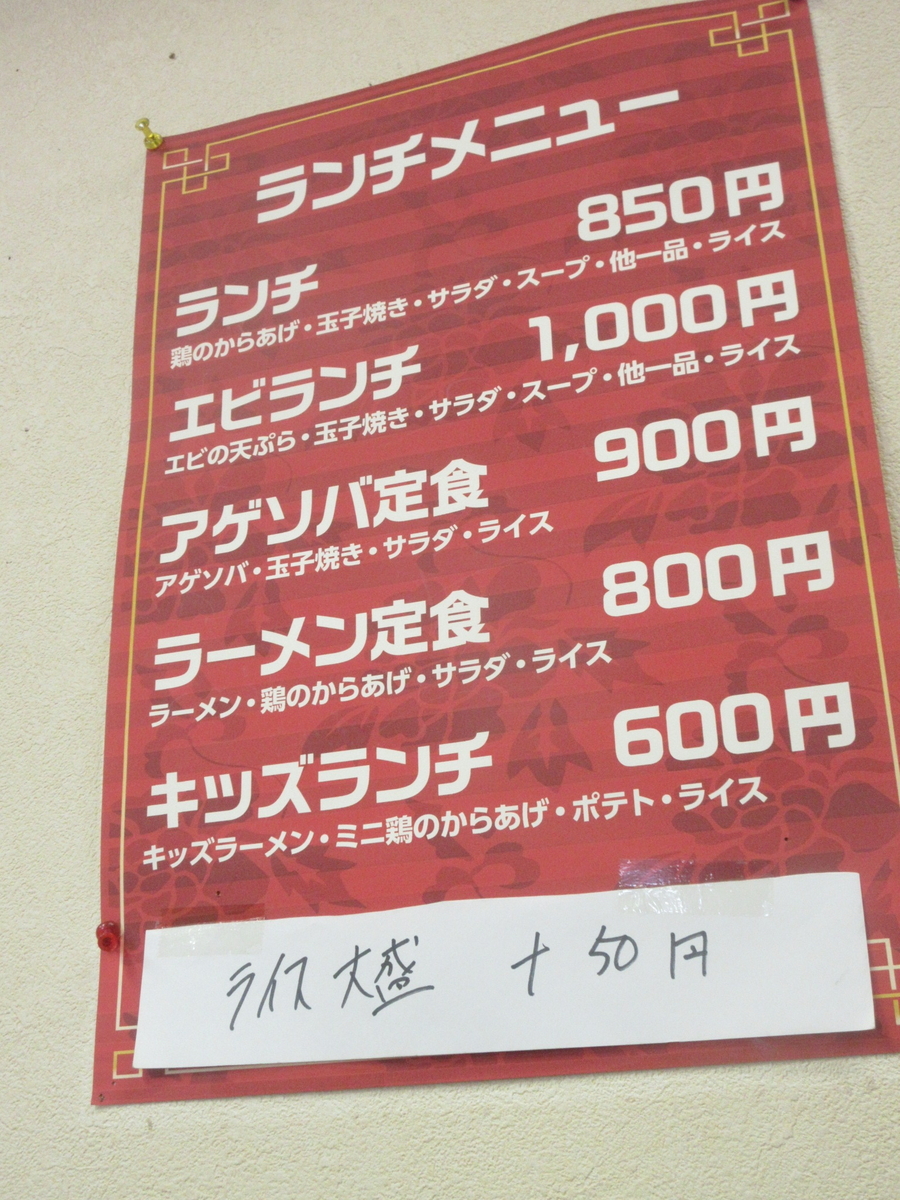 ランチメニュー
ランチ 850円
鶏のからあげ・玉子焼き・サラダ・スープ・他一品・ライス
エビランチ 1,000円
エビの天ぷら・玉子焼き・サラダ・スープ・他一品・ライス
アゲソバ定食 900円
アゲソバ・玉子焼き・サラダ・ライス
ラーメン定食 800円
ラーメン・鶏のからあげ・サラダ・ライス
キッズランチ 600円
キッズラーメン・ミニ鶏のからあげ・ポテト・ライス
ライス 大盛 +50円